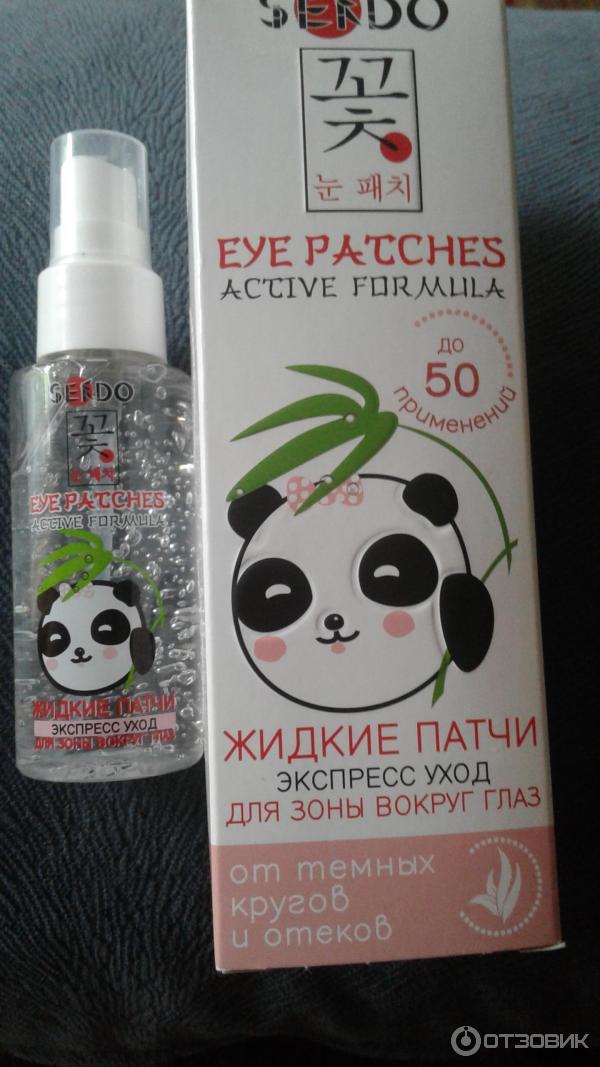 SENDO
꽃
눈 패치
EYE PATCHES
ACTIVE FORMULA
ДО
50
применений
ЖИДКИЕ ПАТЧИ
ЭКСПРЕСС УХОД
ДЛЯ ЗОНЫ ВОКРУГ ГЛАЗ
от темных
кругов
и отеков
SENDO
꽃
눈 패치
EYE PATCHES
ACTIVE FORMULA
ЖИДКИЕ ПАТЧИ
ЭКСПРЕСС УХОД
ДЛЯ ЗОНЫ ВОКРУГ ГЛАЗ
ОТЗОВИК